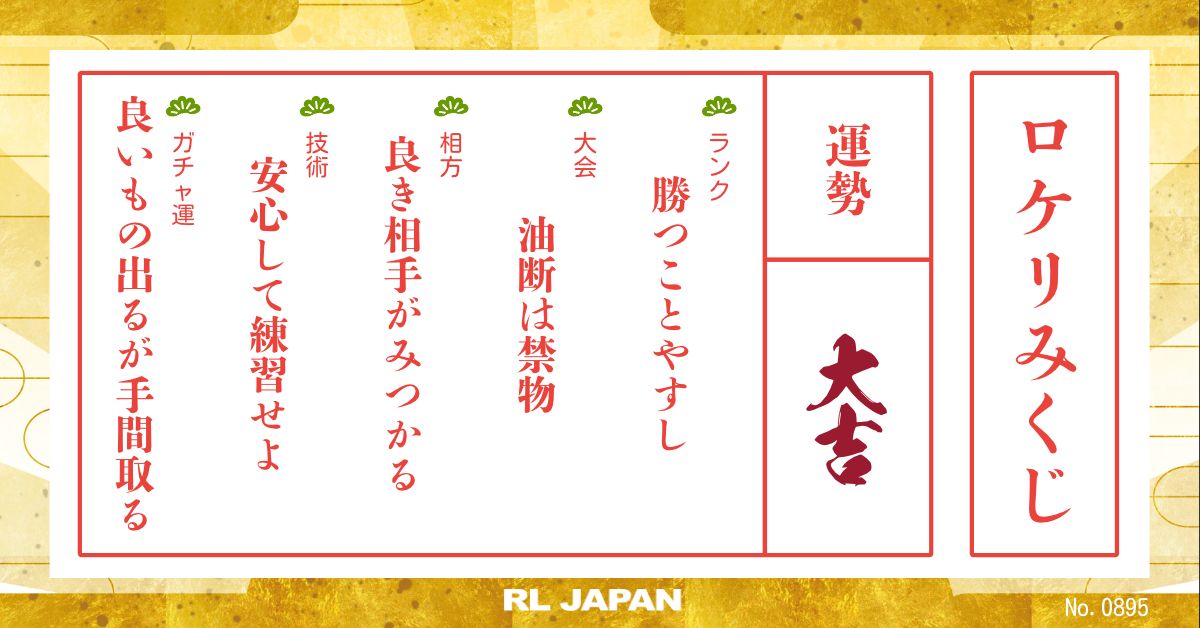 ロケリみくじ
運勢
大吉
ランク
勝つことやすし
大会
油断は禁物
相方
良き相手がみつかる
技術
安心して練習せよ
ガチャ運
良いもの出るが手間取る
RL JAPAN
No. 0895